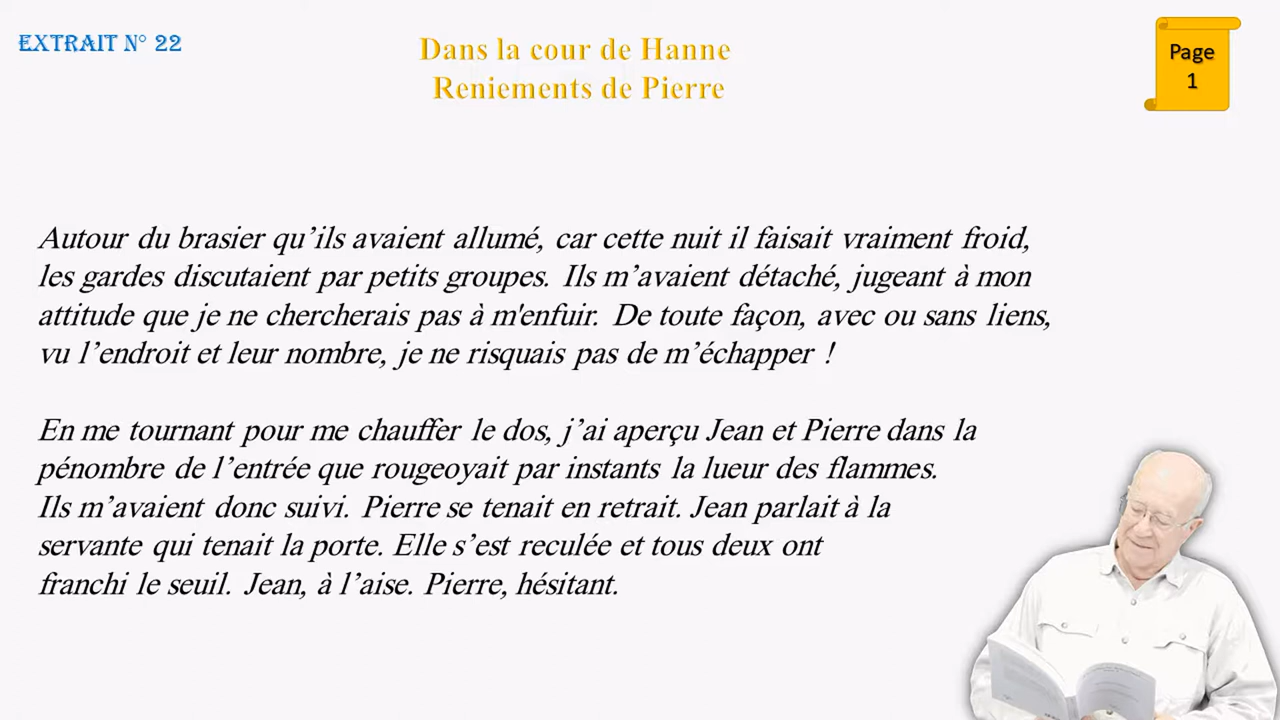 EXTRAIT N° 22
Dans la cour de Hanne
Reniements de Pierre
Page
1
Autour du brasier qu’ils avaient allumé, car cette nuit il faisait vraiment froid,
les gardes discutaient par petits groupes. Ils m’avaient détaché, jugeant à mon
attitude que je ne chercherais pas à m'enfuir. De toute façon, avec ou sans liens,
vu l’endroit et leur nombre, je ne risquais pas de m’échapper !
En me tournant pour me chauffer le dos, j’ai aperçu Jean et Pierre dans la
pénombre de l’entrée que rougeoyait par instants la lueur des flammes.
Ils m’avaient donc suivi. Pierre se tenait en retrait. Jean parlait à la
servante qui tenait la porte. Elle s’est reculée et tous deux ont
franchi le seuil. Jean, à l’aise. Pierre, hésitant.